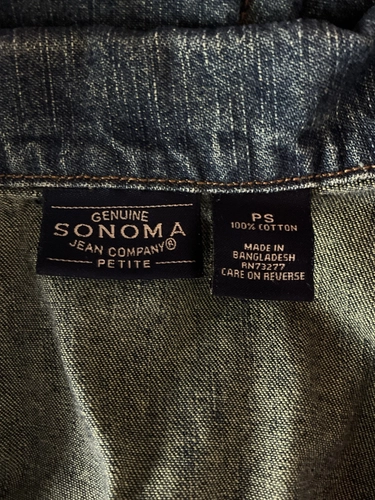 GENUINE
SONOMA
JEAN COMPANY®
PETITE
PS
100% COTTON
MADE IN
BANGLADESH
RN73277
CARE ON REVERSE